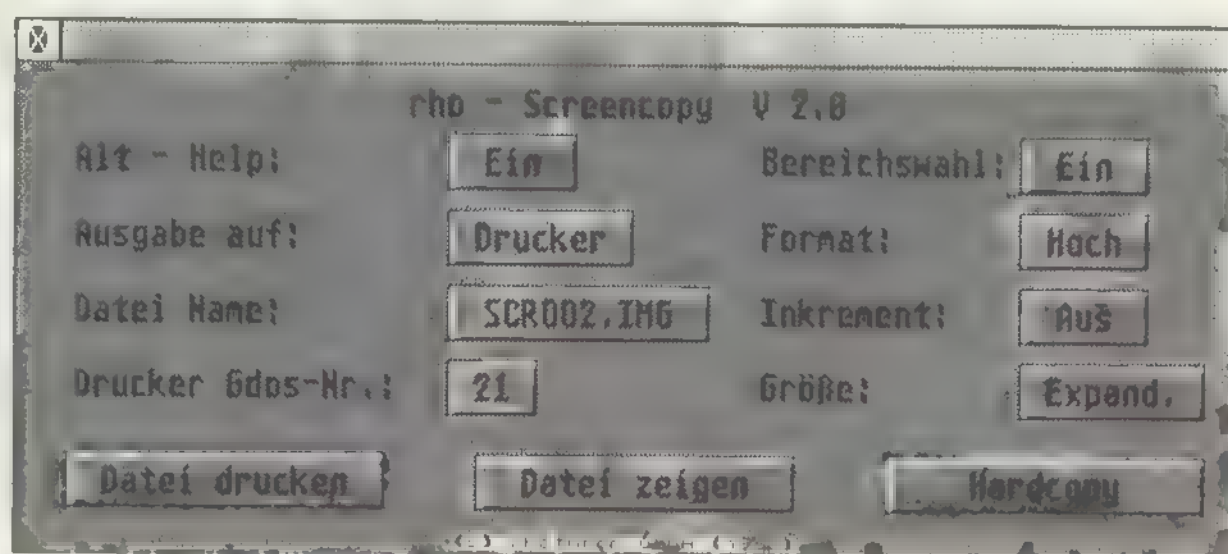 rho - Screencopy V 2.0
Alt - Help: Ein Bereichswahl: Ein
Ausgabe auf: Drucker Format: Hoch
Datei Name: SCR002.IMG Inkrement: Aus
Drucker Gdos-Nr.: 21 Größe: Expand.
Datei drucken Datei zeigen Hardcopy